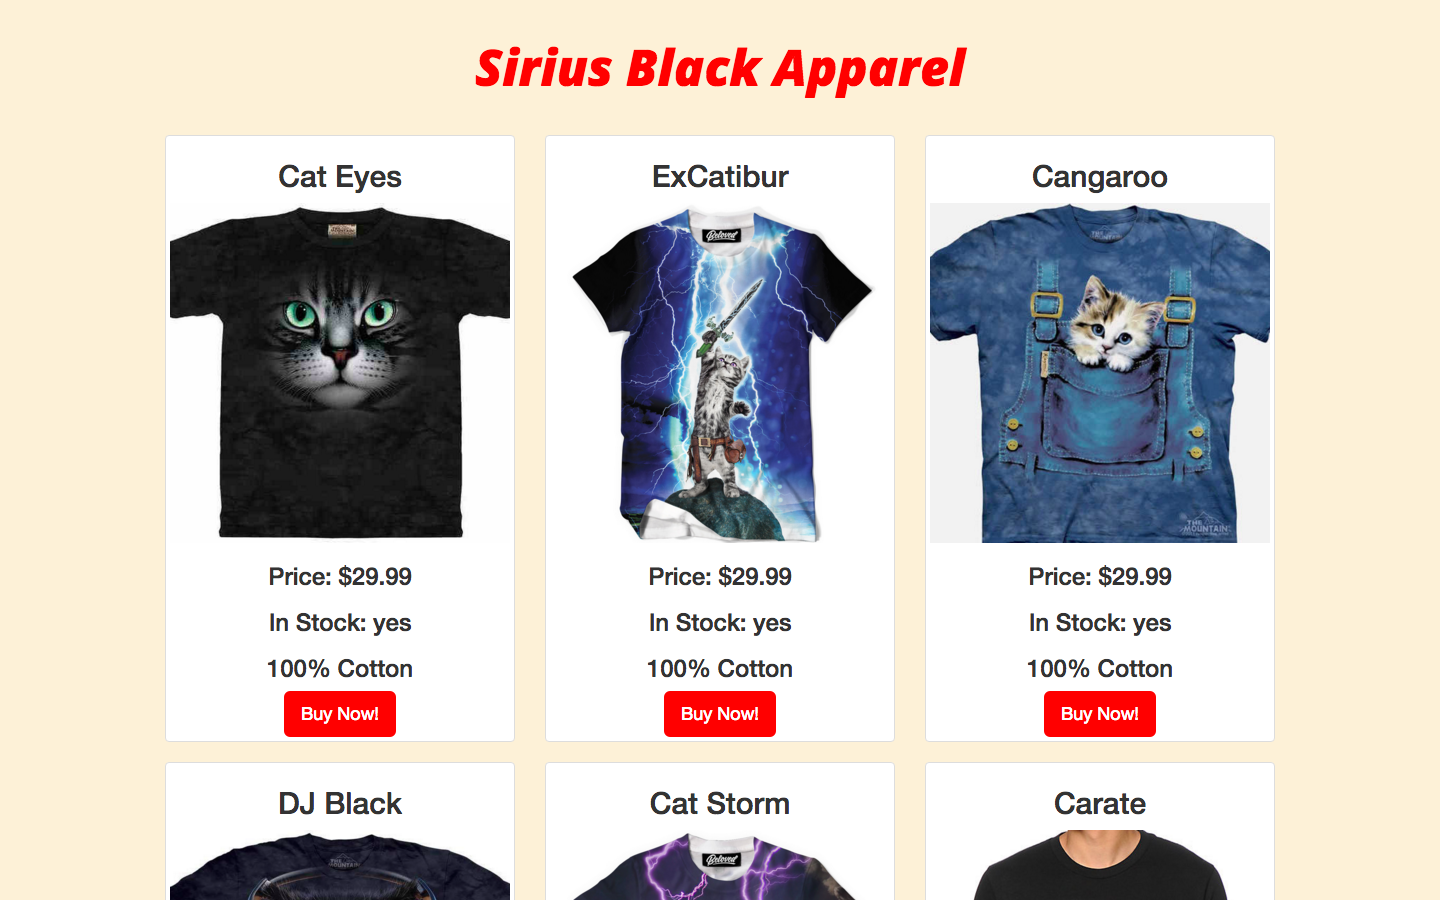 Sirius Black Apparel
Cat Eyes
ExCatibur
Cangaroo
Beloved
THE
MOUNTAIN
Price: $29.99
Price: $29.99
Price: $29.99
In Stock: yes
In Stock: yes
In Stock: yes
100% Cotton
100% Cotton
100% Cotton
Buy Now!
Buy Now!
Buy Now!
DJ Black
Cat Storm
Carate
Beloved